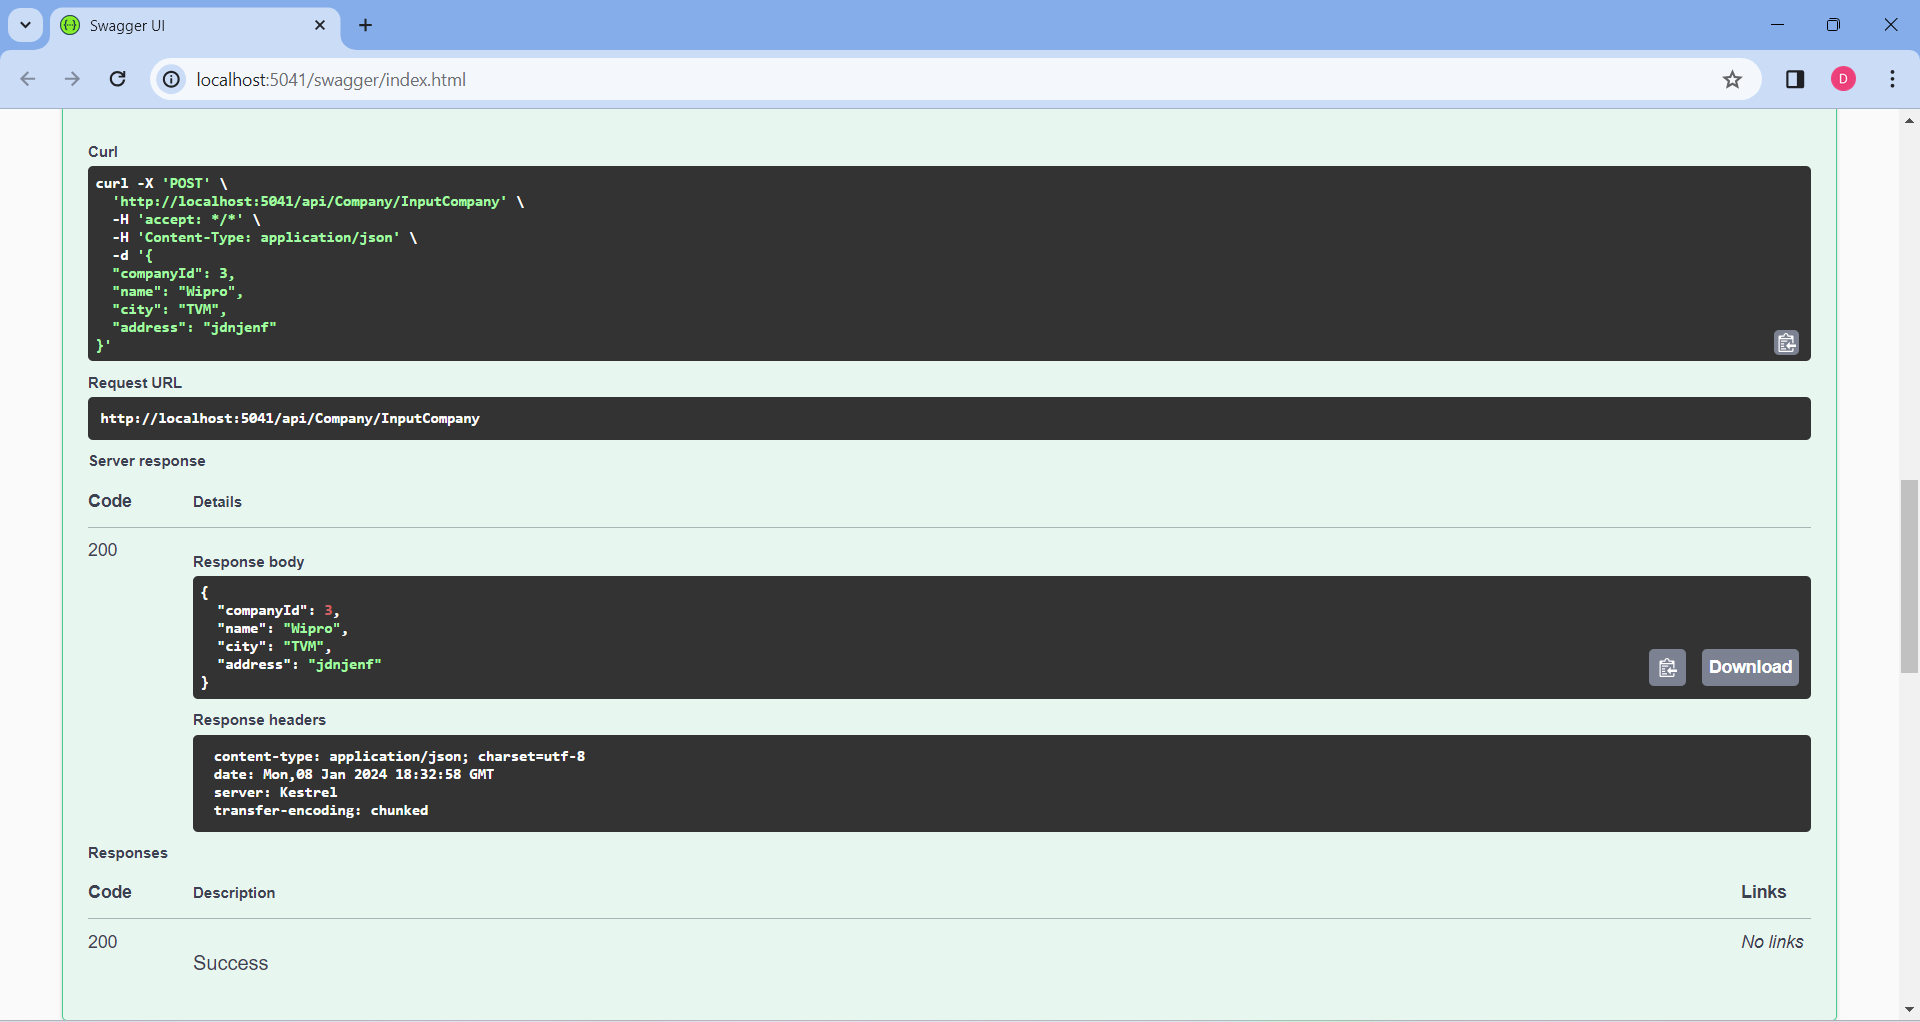 Swagger UI
localhost:5041/swagger/index.html
D
Curl
curl -X 'POST' \
'http://localhost:5041/api/Company/InputCompany' \
-H 'accept: */*' \
-H 'Content-Type: application/json' \
-d '{
"companyId": 3,
"name": "Wipro",
"city": "TVM",
"address": "jdnjenf"
}'
Request URL
http://localhost:5041/api/Company/InputCompany
Server response
Code Details
200
Response body
{
"companyId": 3,
"name": "Wipro",
"city": "TVM",
"address": "jdnjenf"
}
Download
Response headers
content-type: application/json; charset=utf-8
date: Mon,08 Jan 2024 18:32:58 GMT
server: Kestrel
transfer-encoding: chunked
Responses
Code Description Links
200 No links
Success